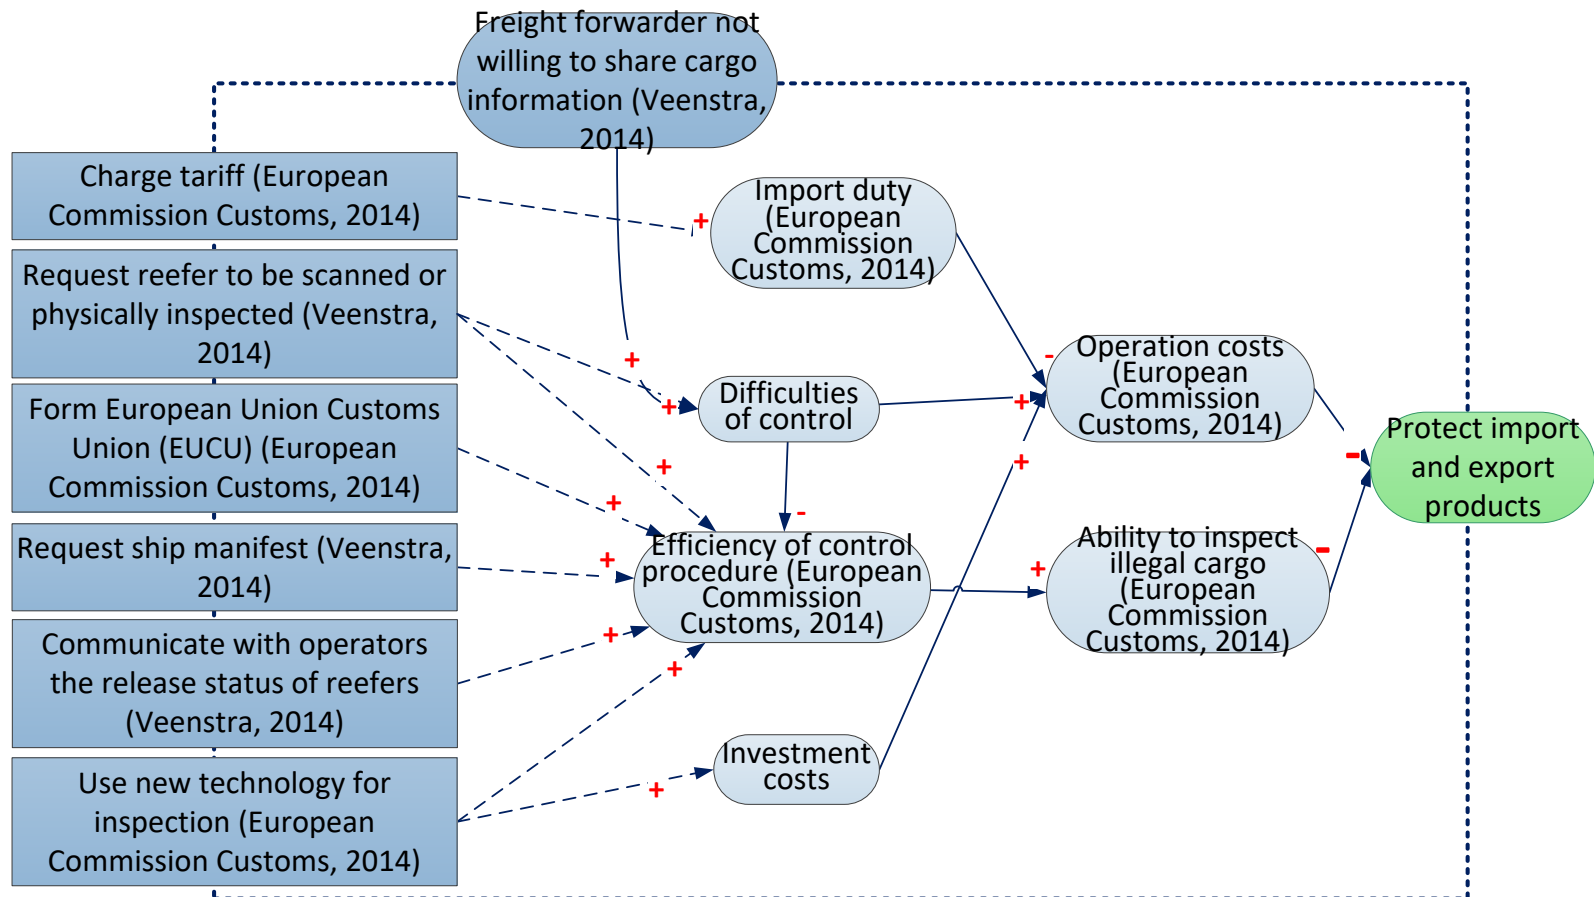 Freight forwarder not
willing to share cargo
information (Veenstra,
2014)
Charge tariff (European
Commission Customs, 2014)
+
Import duty
(European
Commission
Customs, 2014)
Request reefer to be scanned or
physically inspected (Veenstra,
2014)
+
+
Difficulties
of control
-
+
+
Operation costs
(European
Commission
Customs, 2014)
Form European Union Customs
Union (EUCU) (European
Commission Customs, 2014)
+
+
-
-
Protect import
and export
products
Request ship manifest (Veenstra,
2014)
+
Efficiency of control
procedure (European
Commission
Customs, 2014)
+
-
Ability to inspect
illegal cargo
(European
Commission
Customs, 2014)
Communicate with operators
the release status of reefers
(Veenstra, 2014)
+
+
Use new technology for
inspection (European
Commission Customs, 2014)
+
Investment
costs